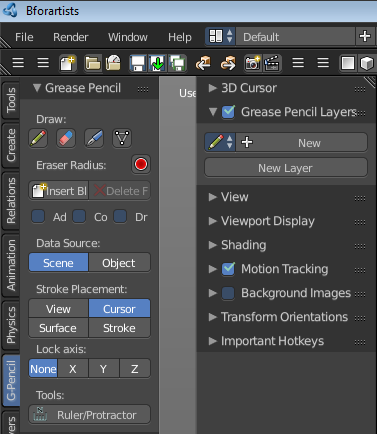 Bforartists
File Render Window Help Default
Grease Pencil
Draw:
Eraser Radius:
Insert Bl Delete F
Ad Co Dr
Data Source:
Scene Object
Stroke Placement:
View Cursor
Surface Stroke
Lock axis:
None X Y Z
Tools:
Ruler/Protractor
Tools
Create
Relations
Animation
Physics
G-Pencil
yers
Use
3D Cursor
Grease Pencil Layers
New
New Layer
View
Viewport Display
Shading
Motion Tracking
Background Images
Transform Orientations
Important Hotkeys